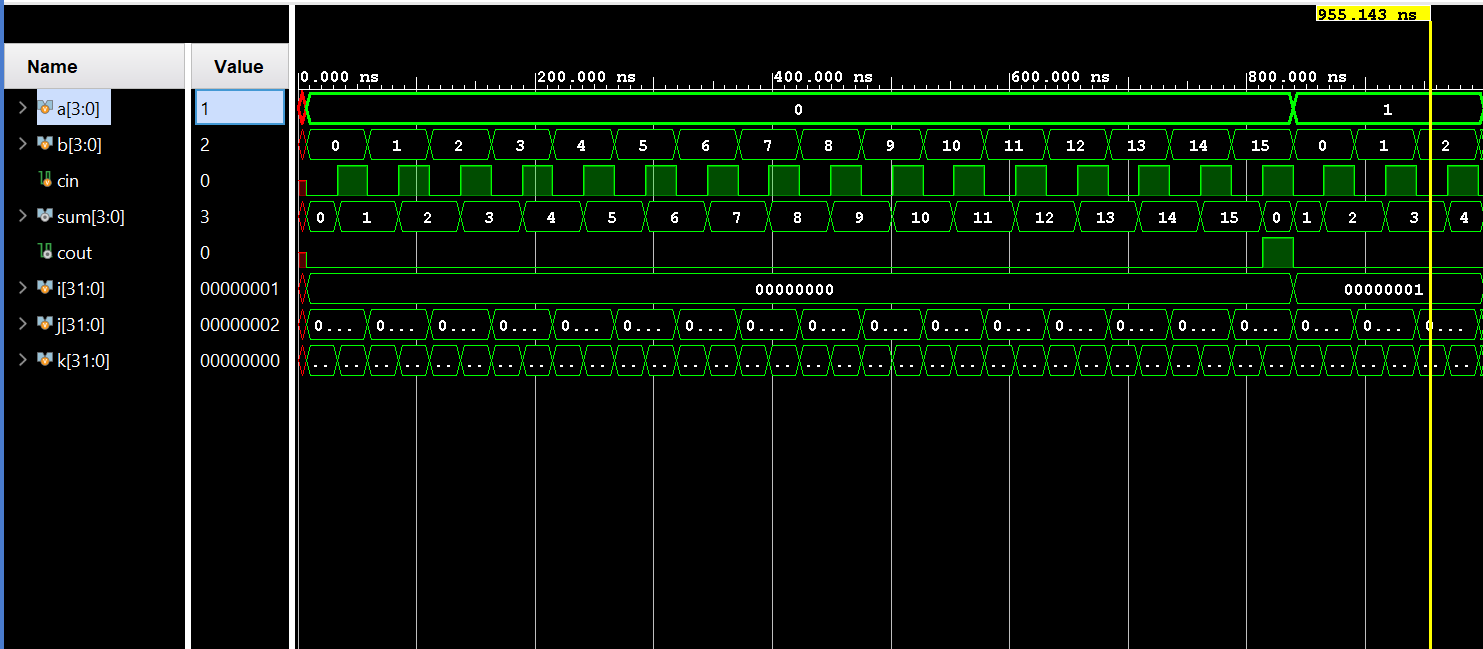 955.143 ns
Name Value 0.000 ns 200.000 ns 400.000 ns 600.000 ns 800.000 ns
a[3:0] 1 0 1
b[3:0] 2 0 1 2 3 4 5 6 7 8 9 10 11 12 13 14 15 0 1 2
cin 0
sum[3:0] 3 0 1 2 3 4 5 6 7 8 9 10 11 12 13 14 15 0 1 2 3 4
cout 0
i[31:0] 00000001 00000000 00000001
j[31:0] 00000002 0... 0... 0... 0... 0... 0... 0... 0... 0... 0... 0... 0... 0... 0... 0... 0... 0... 0... 0...
k[31:0] 00000000 .. .. .. .. .. .. .. .. .. .. .. .. .. .. .. .. .. .. .. .. .. .. .. .. .. .. .. .. .. .. .. .. .. .. .. .. .. ..